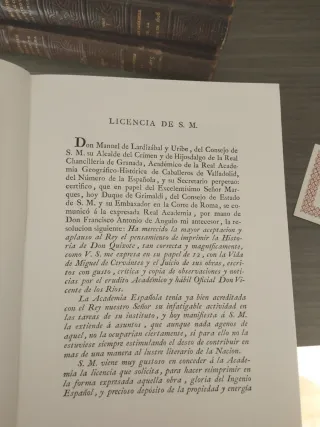 LICENCIA DE S. M.
Don Manuel de Lardizábal y Uribe, del Consejo
de S. M. su Alcalde del Crímen y de Hijosdalgo de la Real
Chancillería de Granada, Académico de la Real Acade-
mia Geográfico-Histórica de Caballeros de Valladolid,
del Número de la Española, y su Secretario perpetuo:
certifico, que en papel del Excelentísimo Señor Mar-
ques, hoy Duque de Grimaldi, del Consejo de Estado
de S. M. y su Embaxador en la Corte de Roma, se co-
municó á la expresada Real Academia, por mano de
Don Francisco Antonio de Angulo mi antecesor, la re-
solucion siguiente: Ha merecido la mayor aceptacion y
aplauso al Rey el pensamiento de imprimir la Histo-
ria de Don Quixote, tan correcta y magníficamente,
como V. S. me expresa en su papel de 12, con la Vida
de Miguel de Cervántes y el Juicio de sus obras, escri-
tos con gusto, crítica y copia de observaciones y noti-
cias por el erudito Académico y hábil Oficial Don Vi-
cente de los Rios.
La Academia Española tenía ya bien acreditada
con el Rey nuestro Señor su infatigable actividad en
las tareas de su instituto, y hoy manifiesta á S. M.
la extiende á asuntos, que aunque nada agenos de
aquel, no la ocuparian ciertamente, si para ello no la
estuviese siempre estimulando el deseo de contribuir en
mas de una manera al lustre literario de la Nacion.
S. M. viene muy gustoso en conceder á la Acade-
mia la licencia que solicita, para hacer reimprimir en
la forma expresada aquella obra, gloria del Ingenio
Español, y precioso depósito de la propiedad y energía